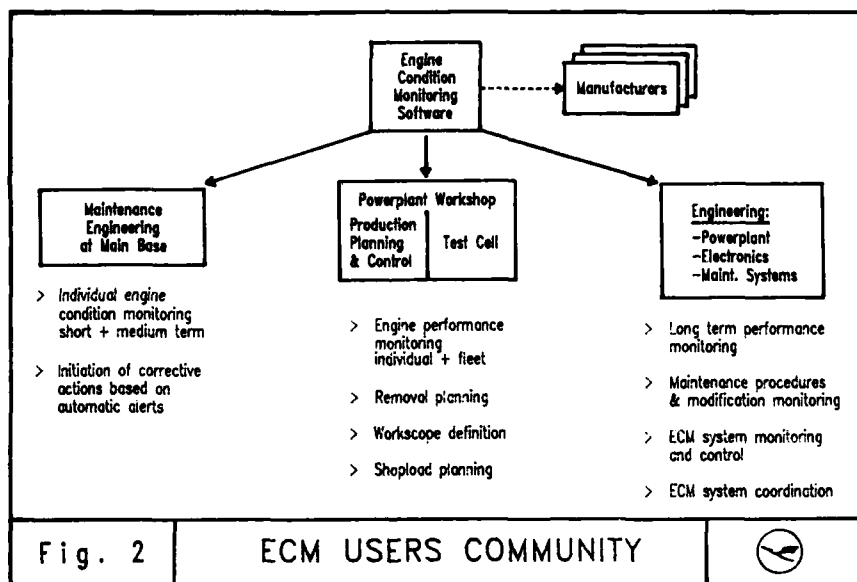 Engine
Condition
Monitoring
Software
Manufacturers
Maintenance
Engineering
at Main Base
> Individual engine
condition monitoring
short + medium term
> Initiation of corrective
actions based on
automatic alerts
Powerplant Workshop
Production
Planning
& Control
Test Cell
> Engine performance
monitoring
individual + fleet
> Removal planning
> Workscope definition
> Shopload planning
Engineering:
-Powerplant
-Electronics
-Maint. Systems
> Long term performance
monitoring
> Maintenance procedures
& modification monitoring
> ECM system monitoring
and control
> ECM system coordination
Fig. 2
ECM USERS COMMUNITY